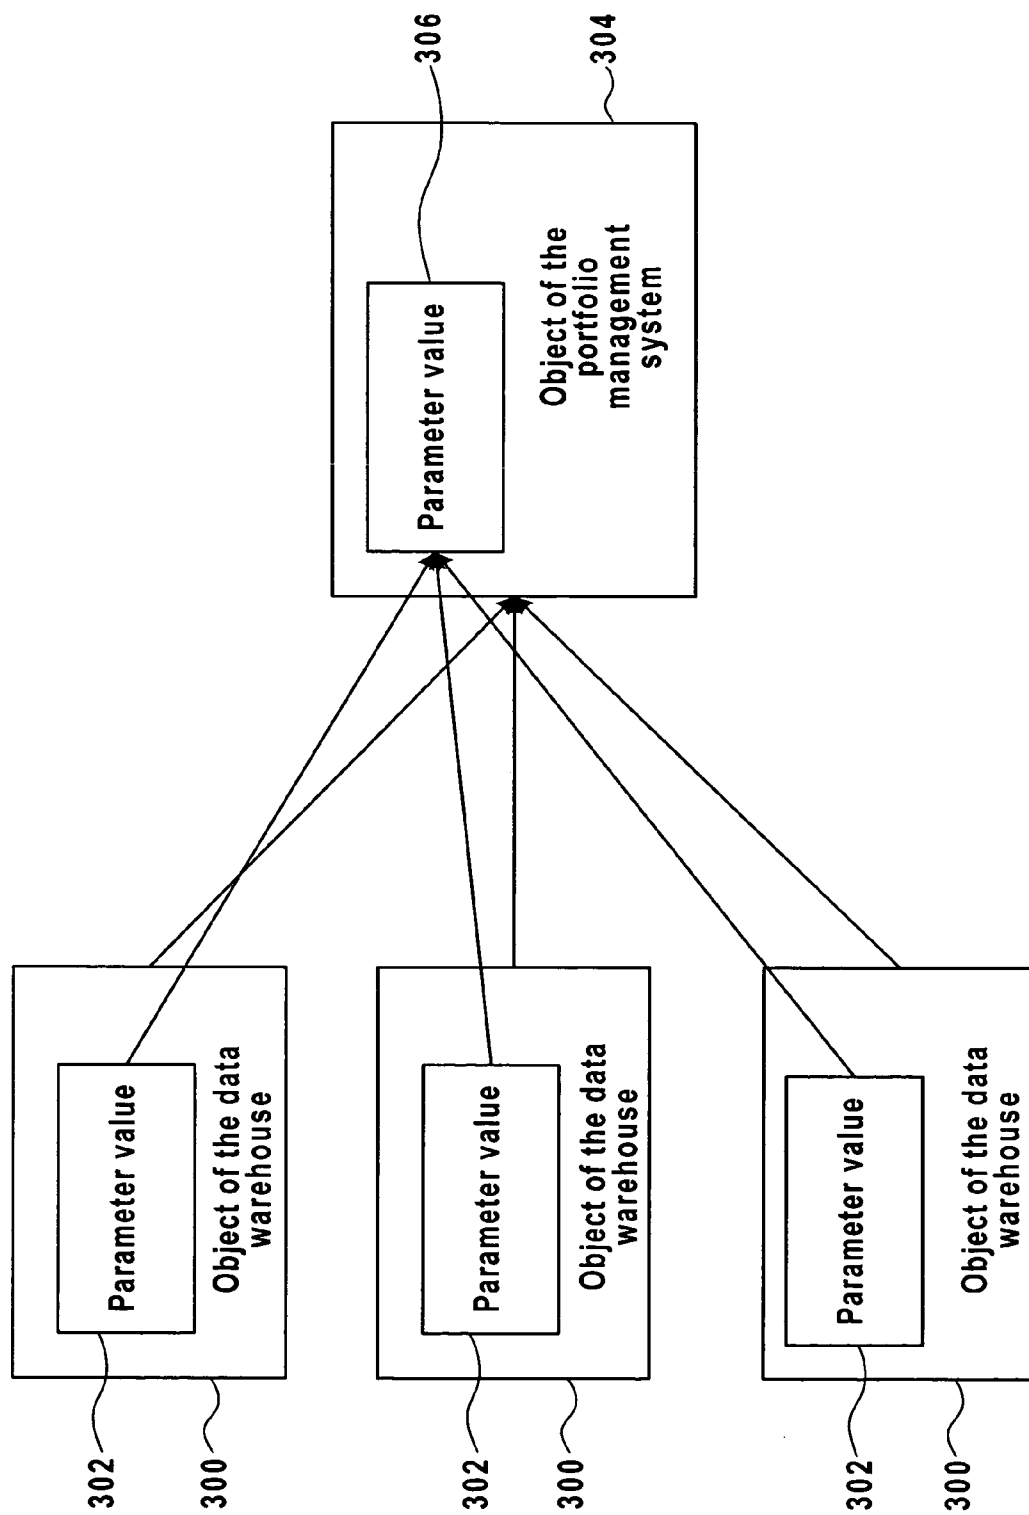 302
300
Parameter value
Object of the data
warehouse
302
300
Parameter value
Object of the data
warehouse
302
300
Parameter value
Object of the data
warehouse
306
304
Parameter value
Object of the
portfolio
management
system